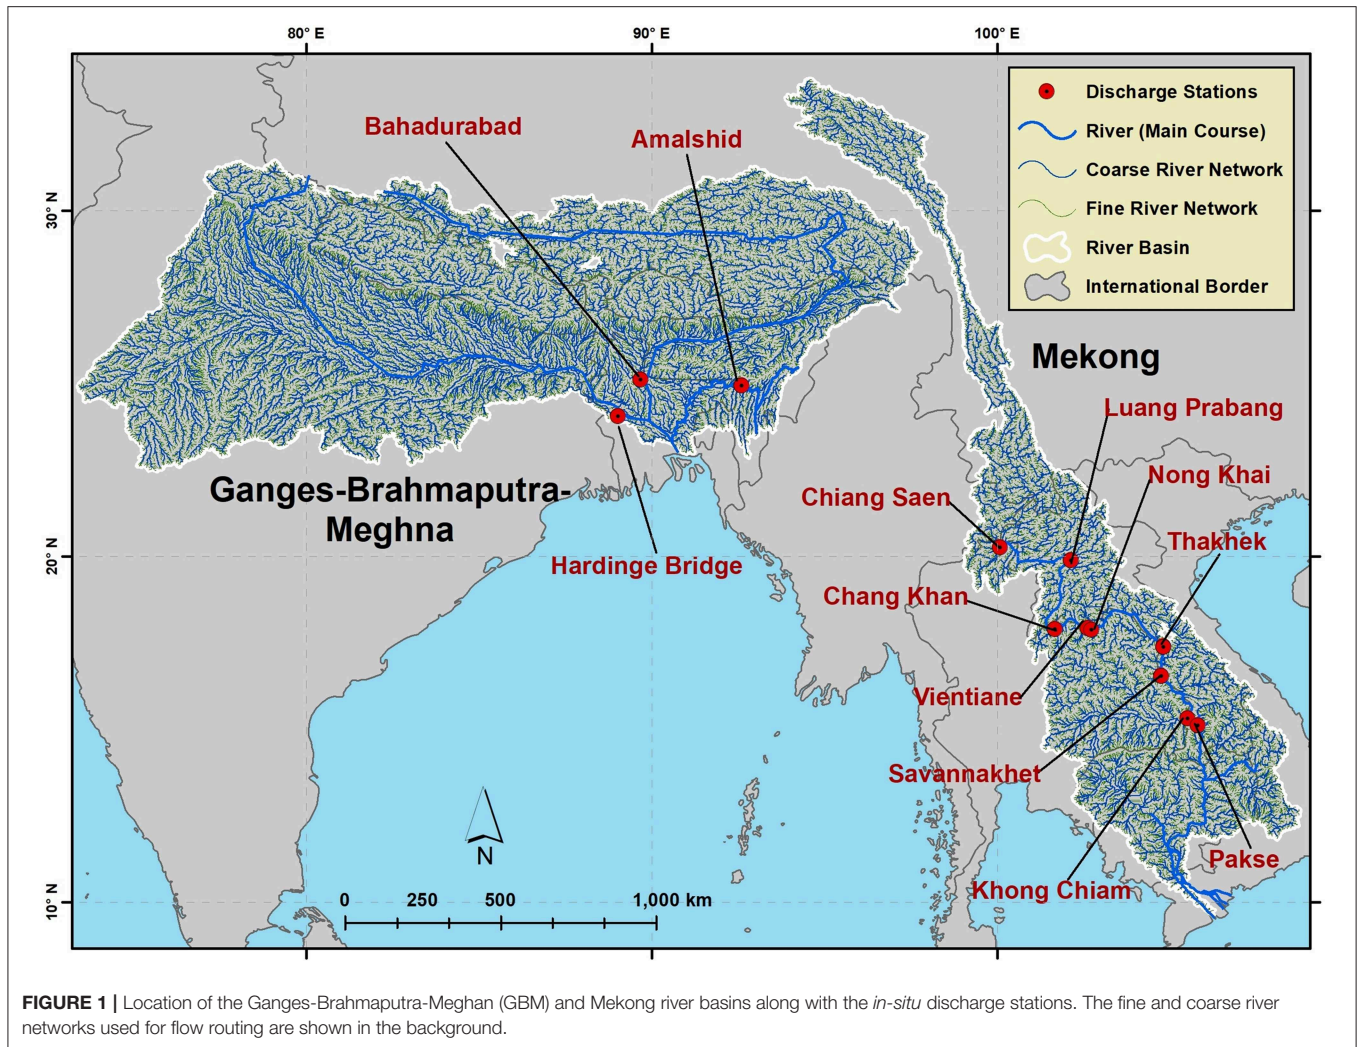 80° E
90° E
100° E
30° N
20° N
10° N
Discharge Stations
River (Main Course)
Coarse River Network
Fine River Network
River Basin
International Border
Bahadurabad
Amalshid
Mekong
Luang Prabang
Nong Khai
Chiang Saen
Thakhek
Ganges-Brahmaputra-
Meghna
Hardinge Bridge
Chang Khan
Vientiane
Savannakhet
Pakse
Khong Chiam
N
0 250 500 1,000 km
FIGURE 1 | Location of the Ganges-Brahmaputra-Meghan (GBM) and Mekong river basins along with the in-situ discharge stations. The fine and coarse river
networks used for flow routing are shown in the background.